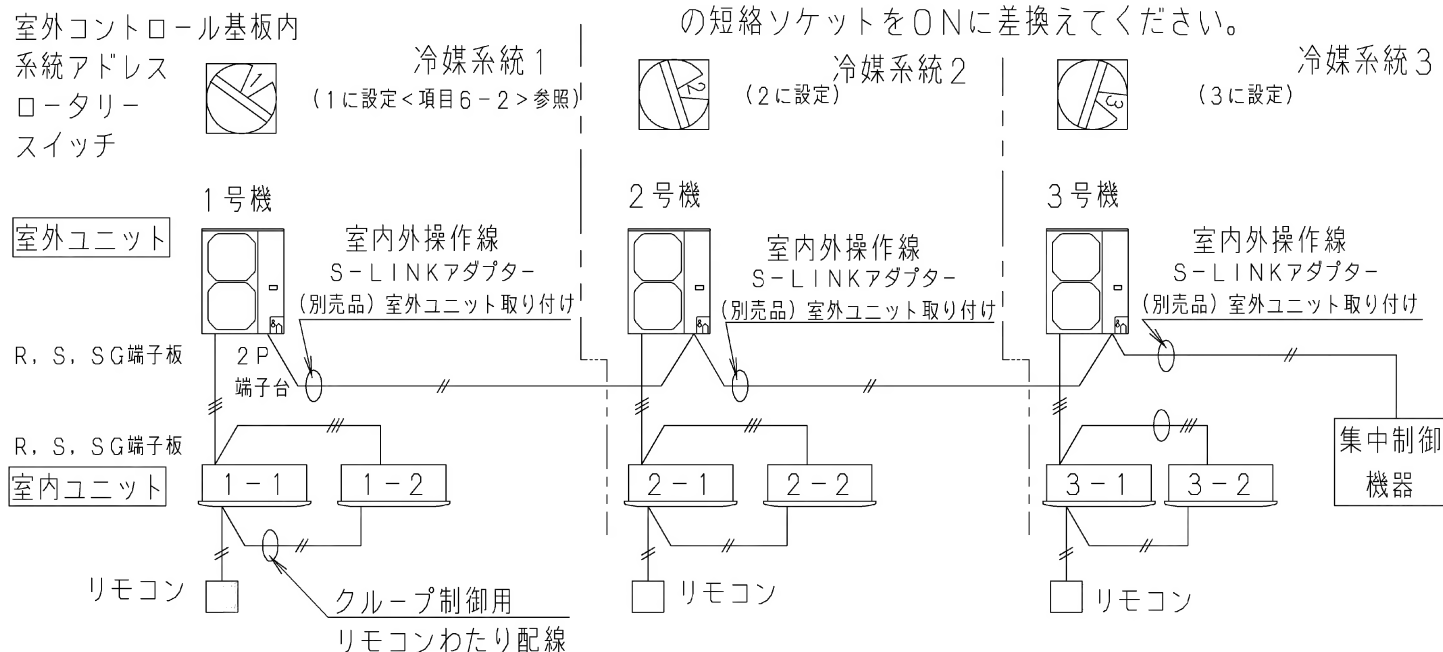 の短絡ソケットをONに差換えてください。
室外コントロール基板内
系統アドレス
ロータリー
スイッチ
1
冷媒系統1
(1に設定<項目6-2>参照)
2
冷媒系統2
(2に設定)
3
冷媒系統3
(3に設定)
1号機
2号機
3号機
室外ユニット
室内外操作線
S-LINKアダプター
(別売品)室外ユニット取り付け
室内外操作線
S-LINKアダプター
(別売品)室外ユニット取り付け
室内外操作線
S-LINKアダプター
(別売品)室外ユニット取り付け
R, S, SG端子板
2P
端子台
R, S, SG端子板
室内ユニット
1-1
1-2
2-1
2-2
3-1
3-2
集中制御
機器
リモコン
リモコン
リモコン
クループ制御用
リモコンわたり配線